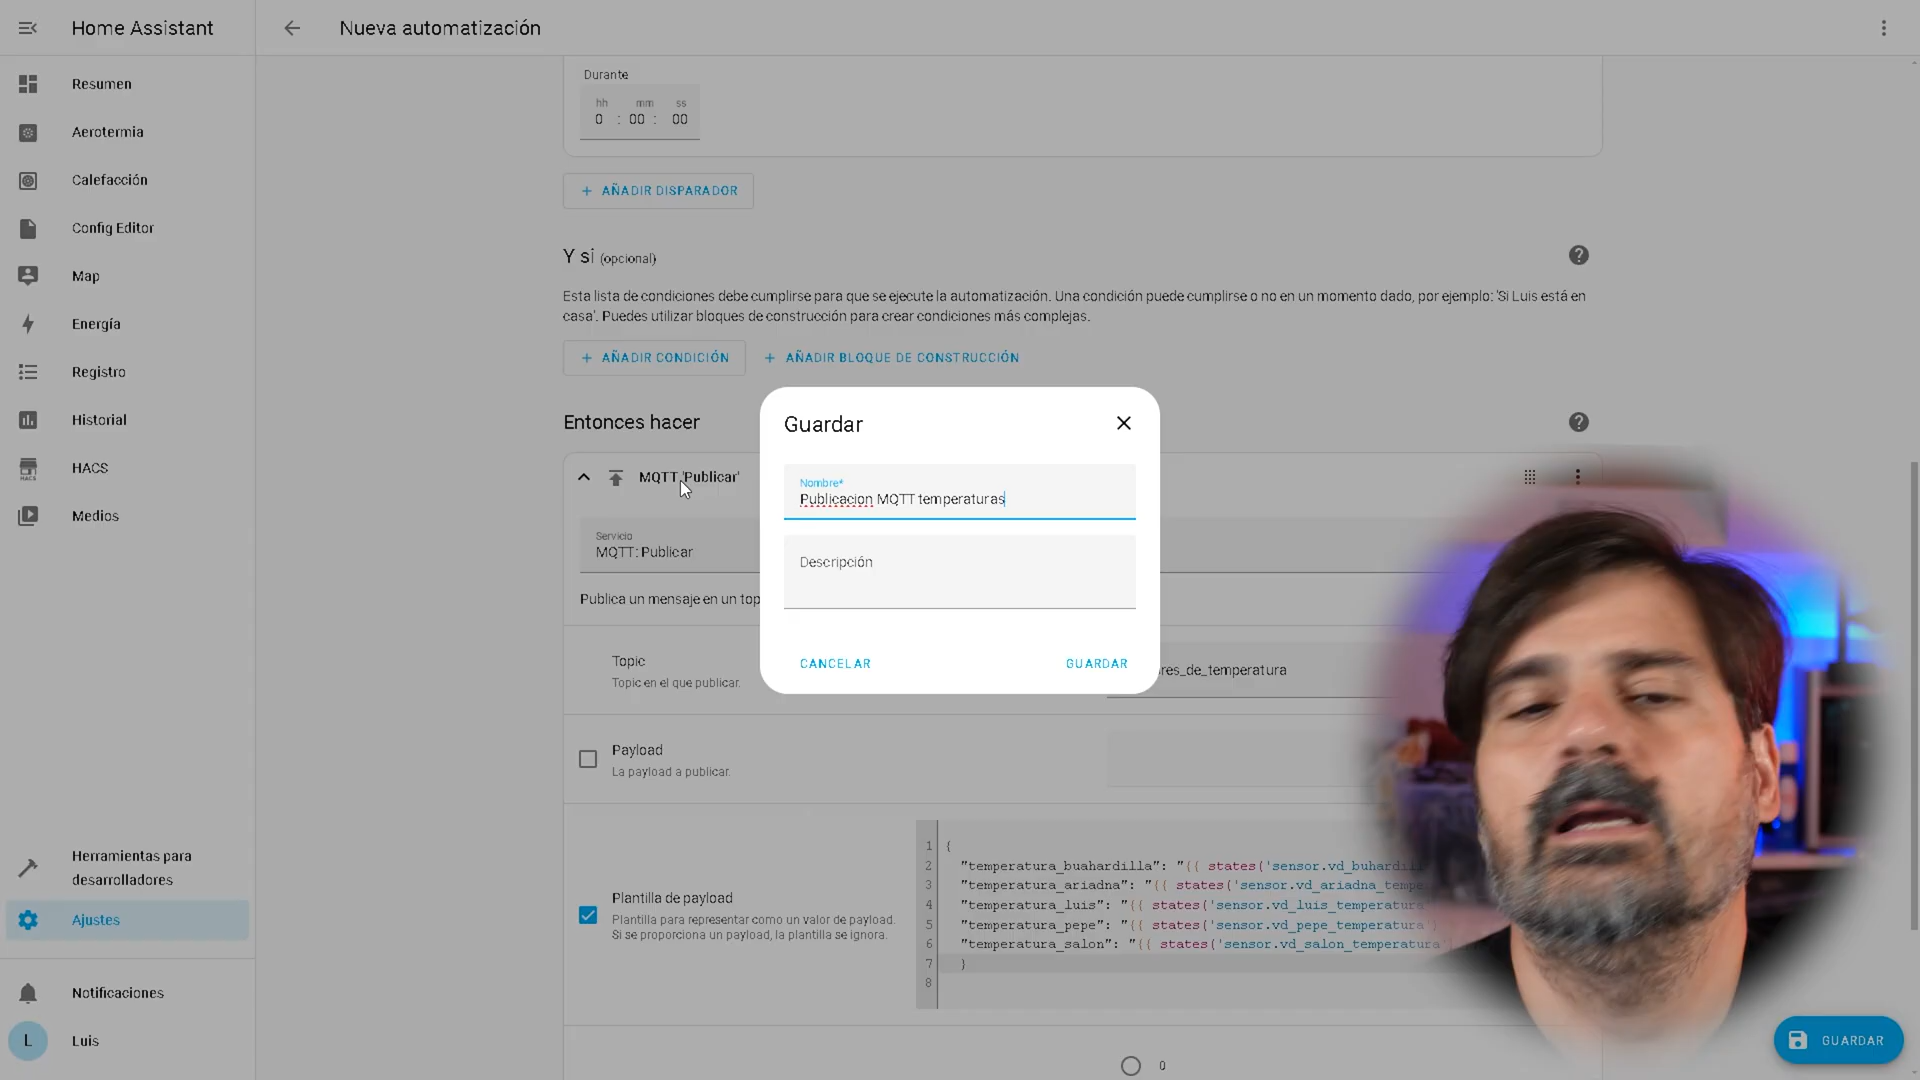 Home Assistant
Nueva automatización
Resumen
Aerotermia
Calefacción
Config Editor
Map
Energía
Registro
Historial
HACS
HACS
Medios
Herramientas para
desarrolladores
Ajustes
Notificaciones
L
Luis
Durante
hh mm ss
0 : 00 : 00
+ AÑADIR DISPARADOR
Y si (opcional)
Esta lista de condiciones debe cumplirse para que se ejecute la automatización. Una condición puede cumplirse o no en un momento dado, por ejemplo: 'Si Luis está en
casa'. Puedes utilizar bloques de construcción para crear condiciones más complejas.
+ AÑADIR CONDICIÓN + AÑADIR BLOQUE DE CONSTRUCCIÓN
Entonces hacer
MQTT 'Publicar'
Servicio
MQTT: Publicar
Publica un mensaje en un top
Topic
Topic en el que publicar.
res_de_temperatura
Payload
La payload a publicar.
Plantilla de payload
Plantilla para representar como un valor de payload.
Si se proporciona un payload, la plantilla se ignora.
1 {
2 "temperatura_buahardilla": "{{ states('sensor.vd_buhardil
3 "temperatura_ariadna": "{{ states('sensor.vd_ariadna_tempe
4 "temperatura_luis": "{{ states('sensor.vd_luis_temperatura
5 "temperatura_pepe": "{{ states('sensor.vd_pepe_temperatura')
6 "temperatura_salon": "{{ states('sensor.vd_salon_temperatura'
7 }
8
0
Guardar
Nombre*
Publicacion MQTT temperaturas
Descripción
CANCELAR GUARDAR
GUARDAR